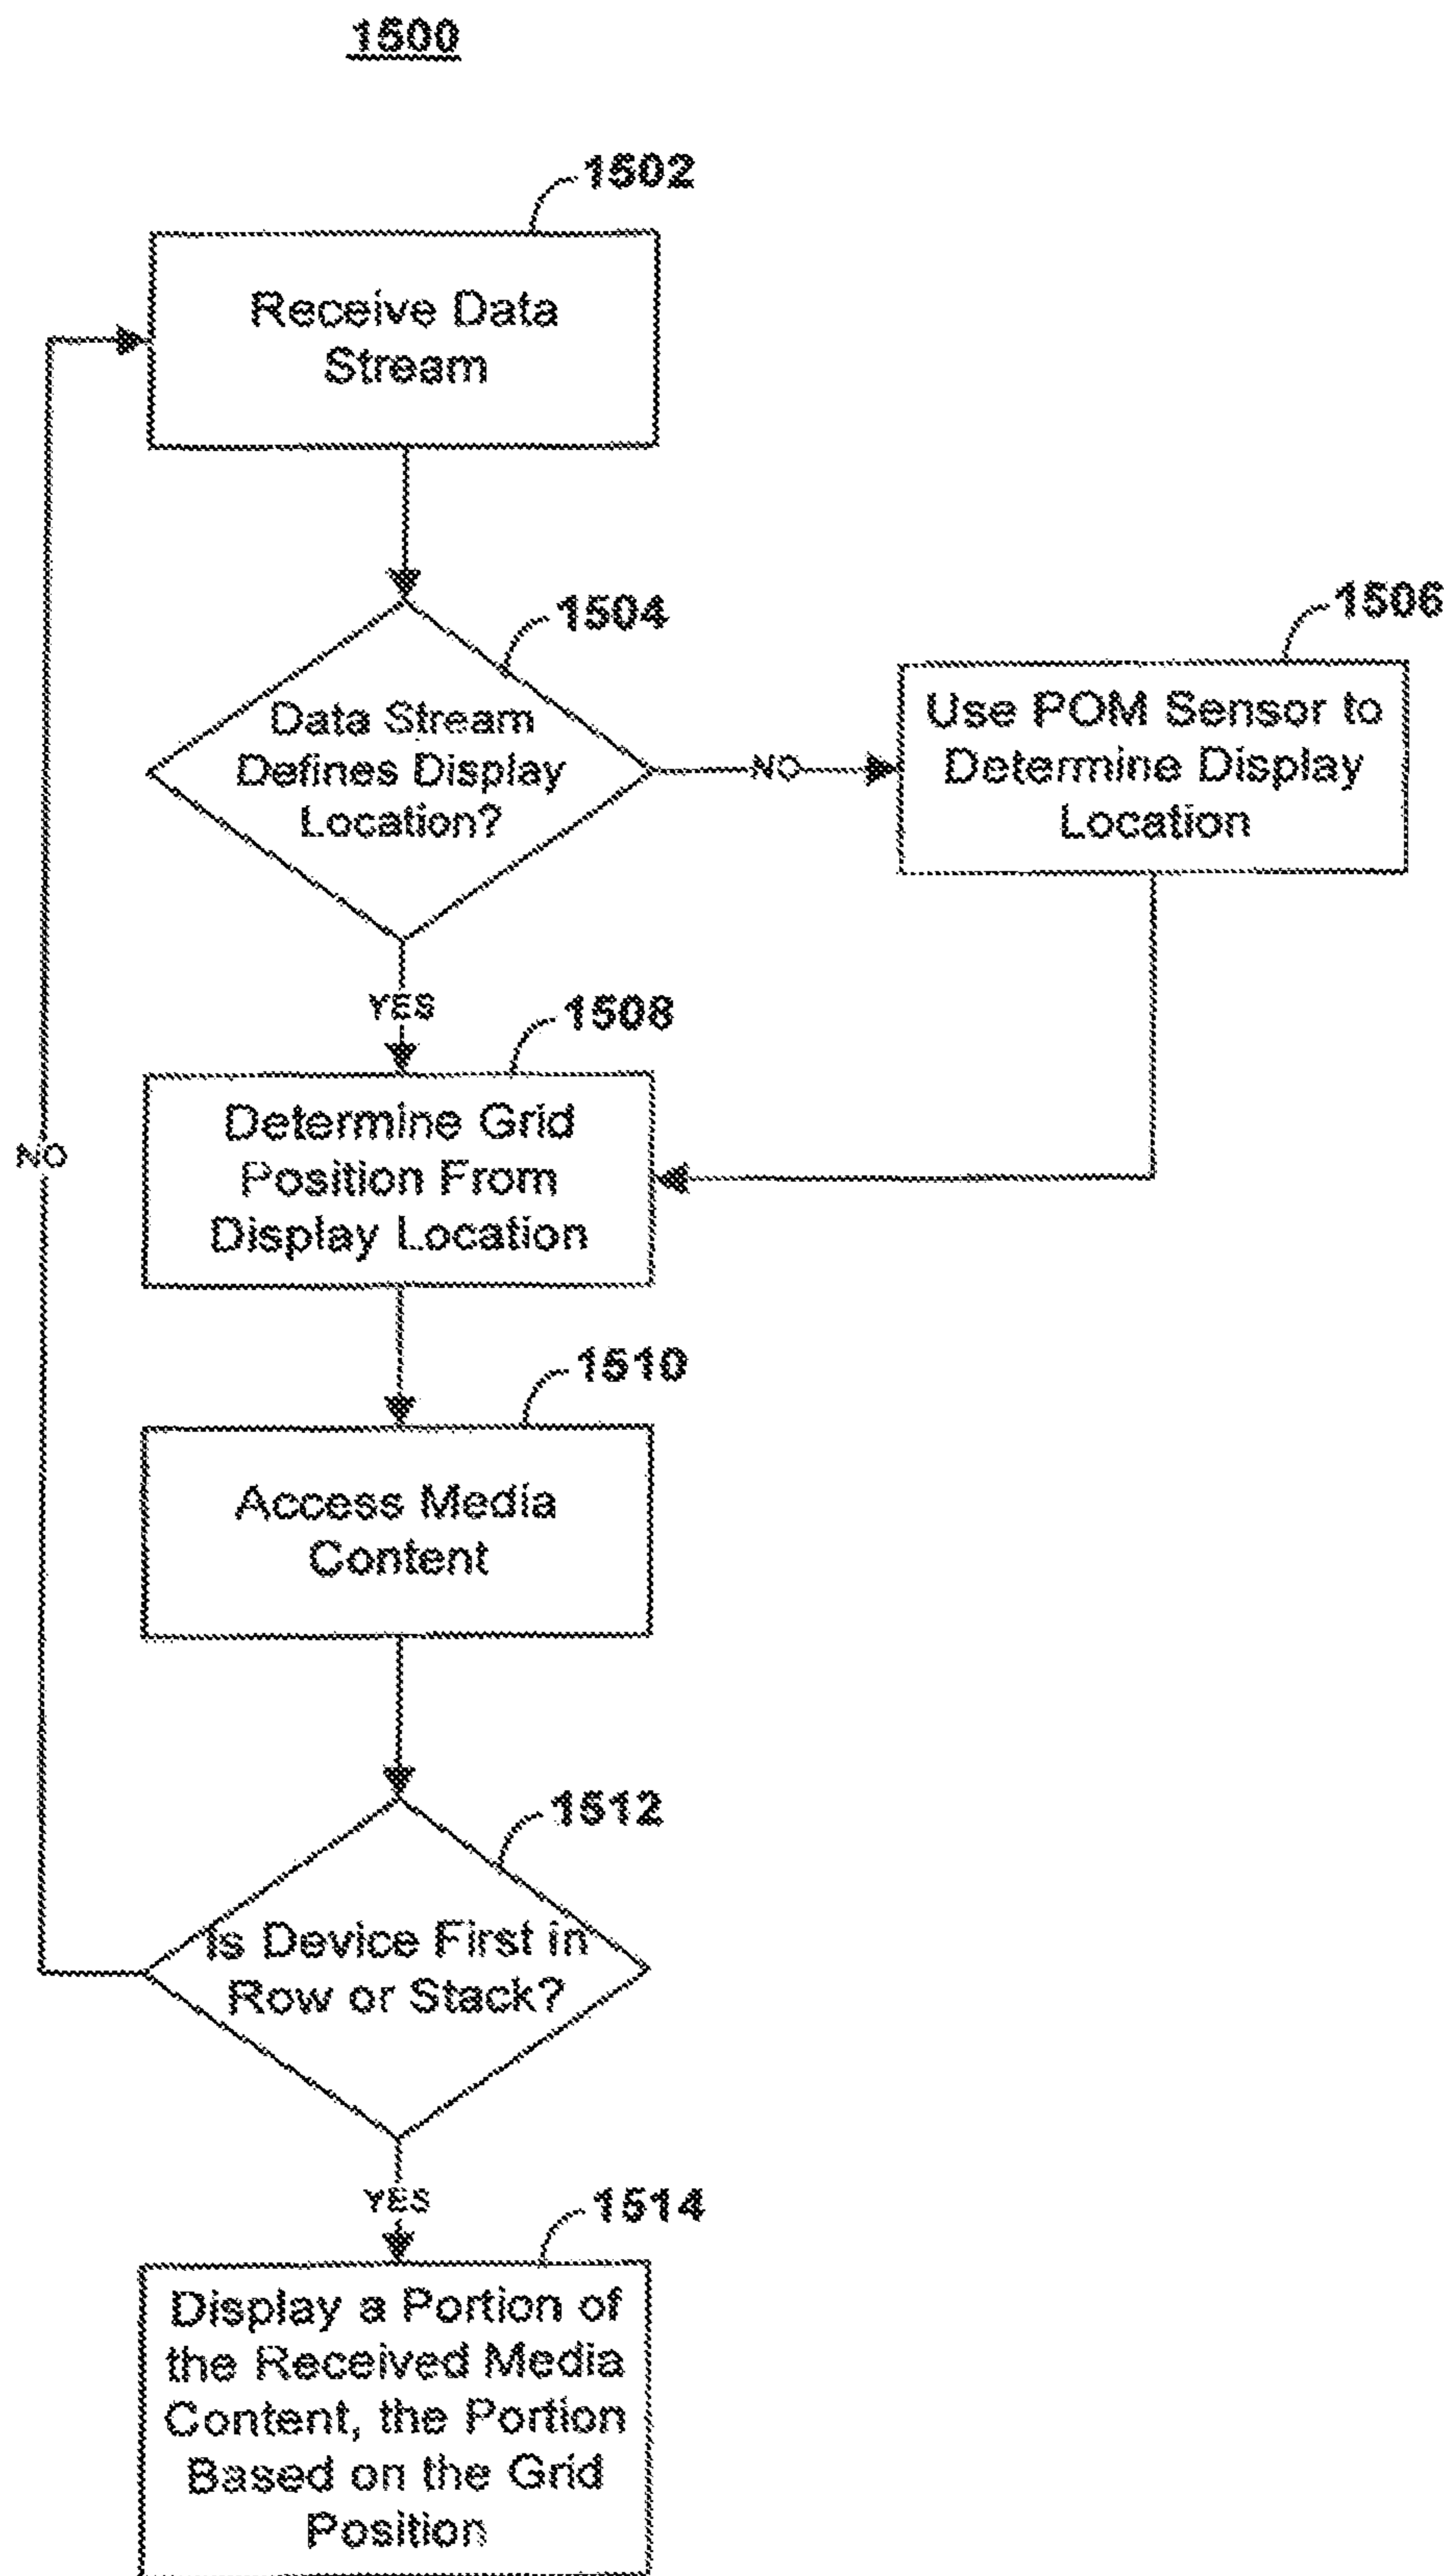 1500
1502
Receive Data
Stream
1504
Data Stream
Defines Display
Location?
NO
1506
Use POM Sensor to
Determine Display
Location
YES
1508
Determine Grid
Position From
Display Location
NO
1510
Access Media
Content
1512
Is Device First in
Row or Stack?
YES
1514
Display a Portion of
the Received Media
Content, the Portion
Based on the Grid
Position